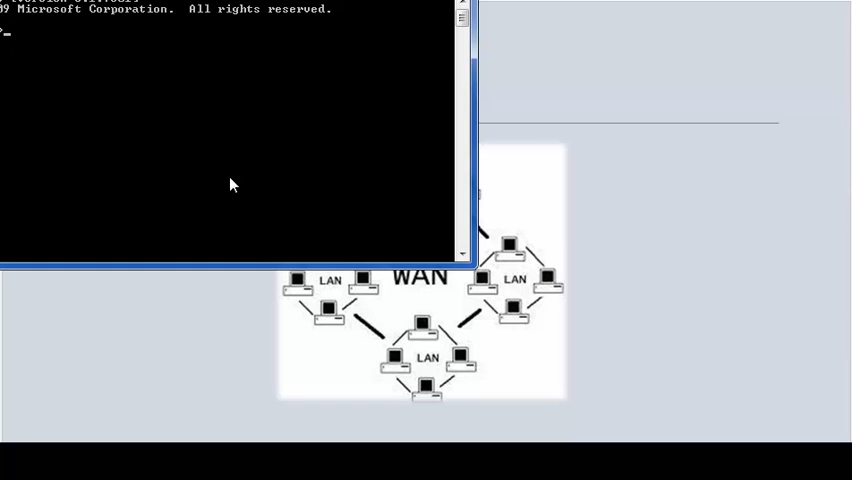 09 Microsoft Corporation.  All rights reserved.
>_
WAN
LAN
LAN
LAN